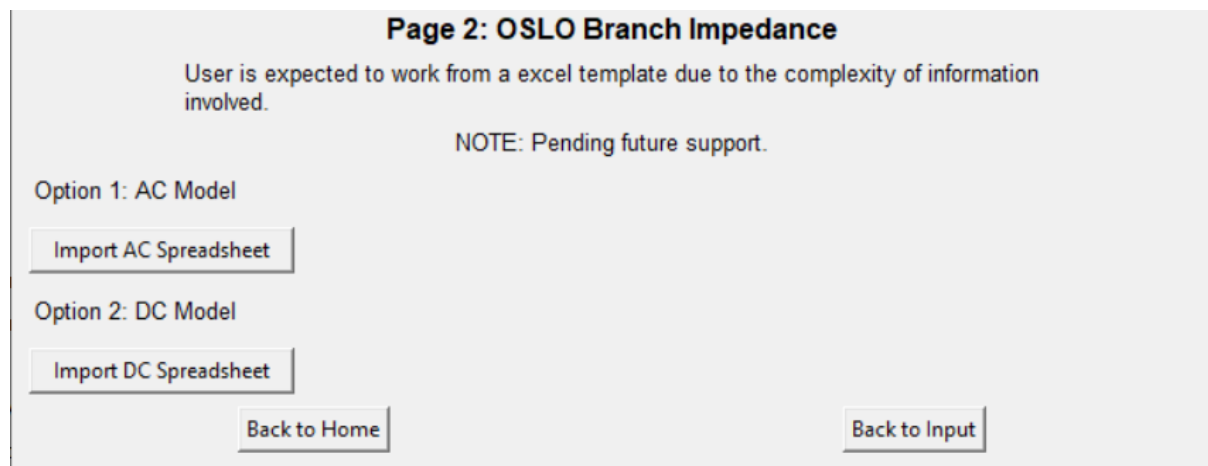 Page 2: OSLO Branch Impedance
User is expected to work from a excel template due to the complexity of information
involved.
NOTE: Pending future support.
Option 1: AC Model
Import AC Spreadsheet
Option 2: DC Model
Import DC Spreadsheet
Back to Home
Back to Input